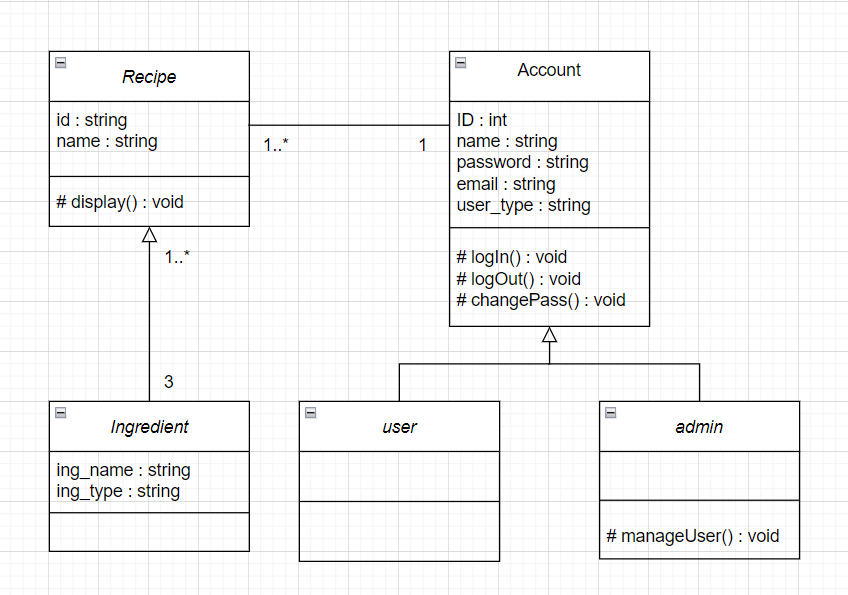 Recipe
id : string
name : string
# display() : void
1..*
1
Account
ID : int
name : string
password : string
email : string
user_type : string
# logIn() : void
# logOut() : void
# changePass() : void
1..*
3
Ingredient
ing_name : string
ing_type : string
user
admin
# manageUser() : void